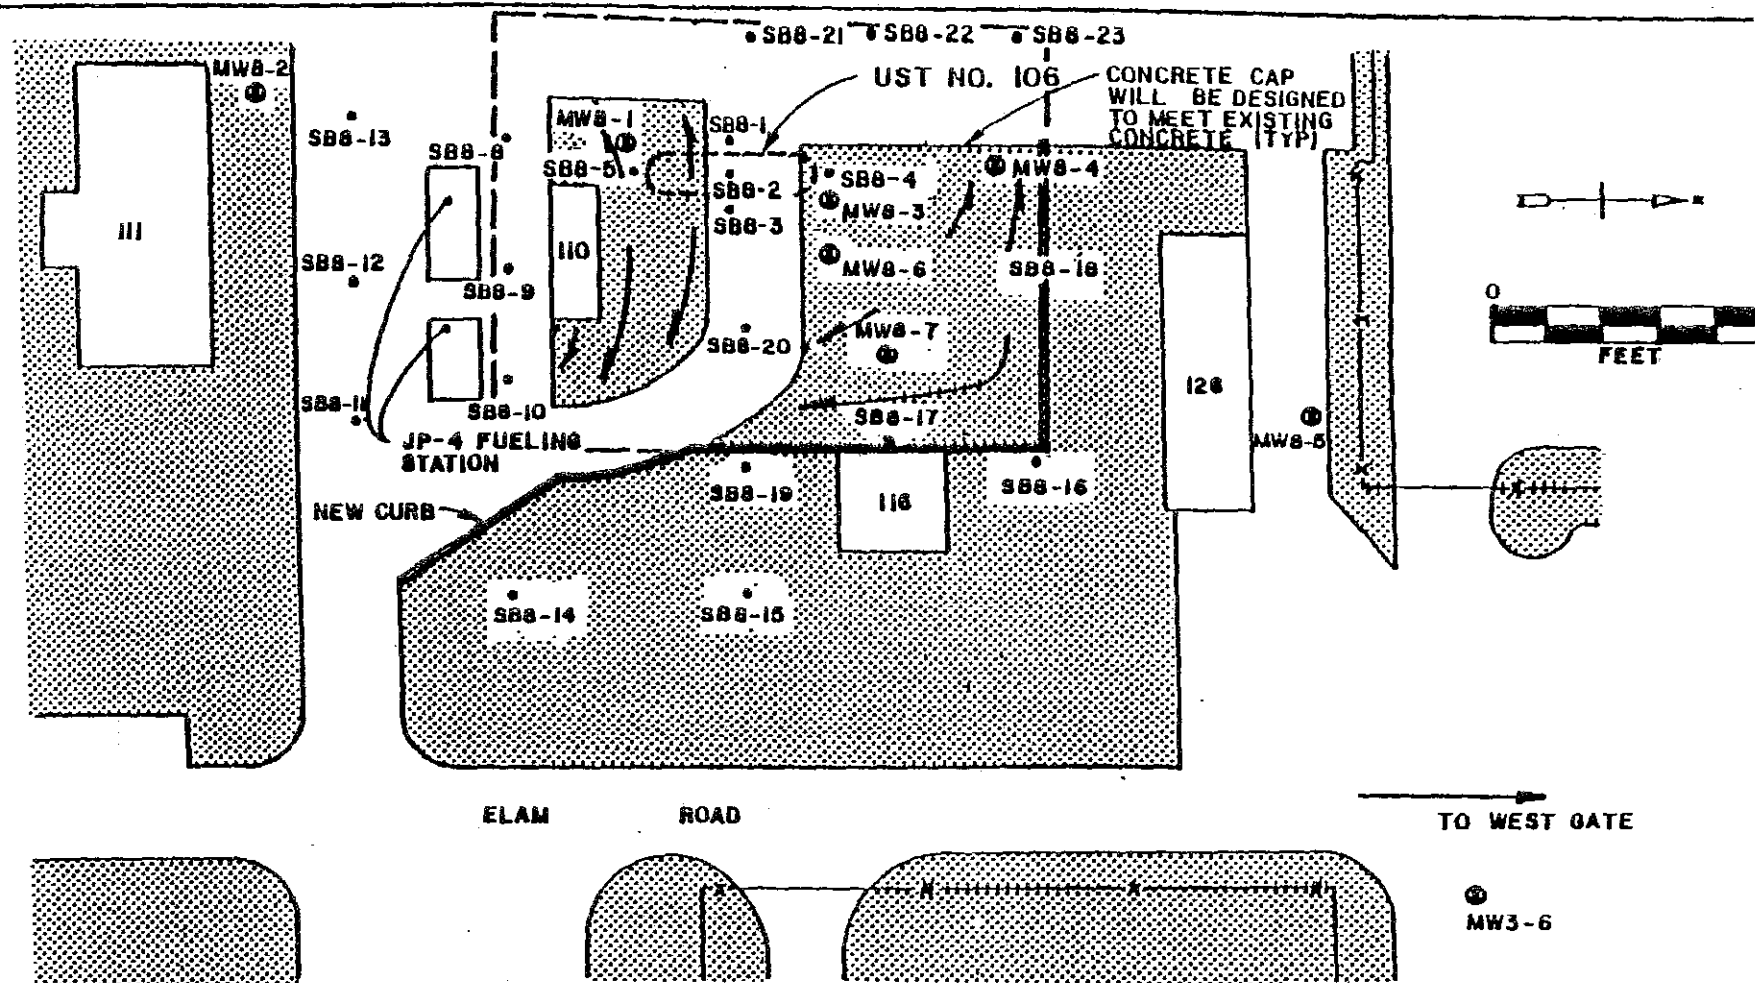 SB8-21
SB8-22
SB8-23
MW8-2
UST NO. 106
CONCRETE CAP
WILL BE DESIGNED
TO MEET EXISTING
CONCRETE (TYP)
MW8-1
SB8-1
SB8-13
SB8-8
SB8-5
SB8-2
SB8-4
MW8-4
MW8-3
SB8-3
111
110
SB8-12
SB8-9
MW8-6
SB8-18
0
SB8-20
MW8-7
FEET
126
SB8-11
SB8-10
SB8-17
MW8-5
JP-4 FUELING
STATION
SB8-19
116
SB8-16
NEW CURB
SB8-14
SB8-15
ELAM ROAD
TO WEST GATE
MW3-6